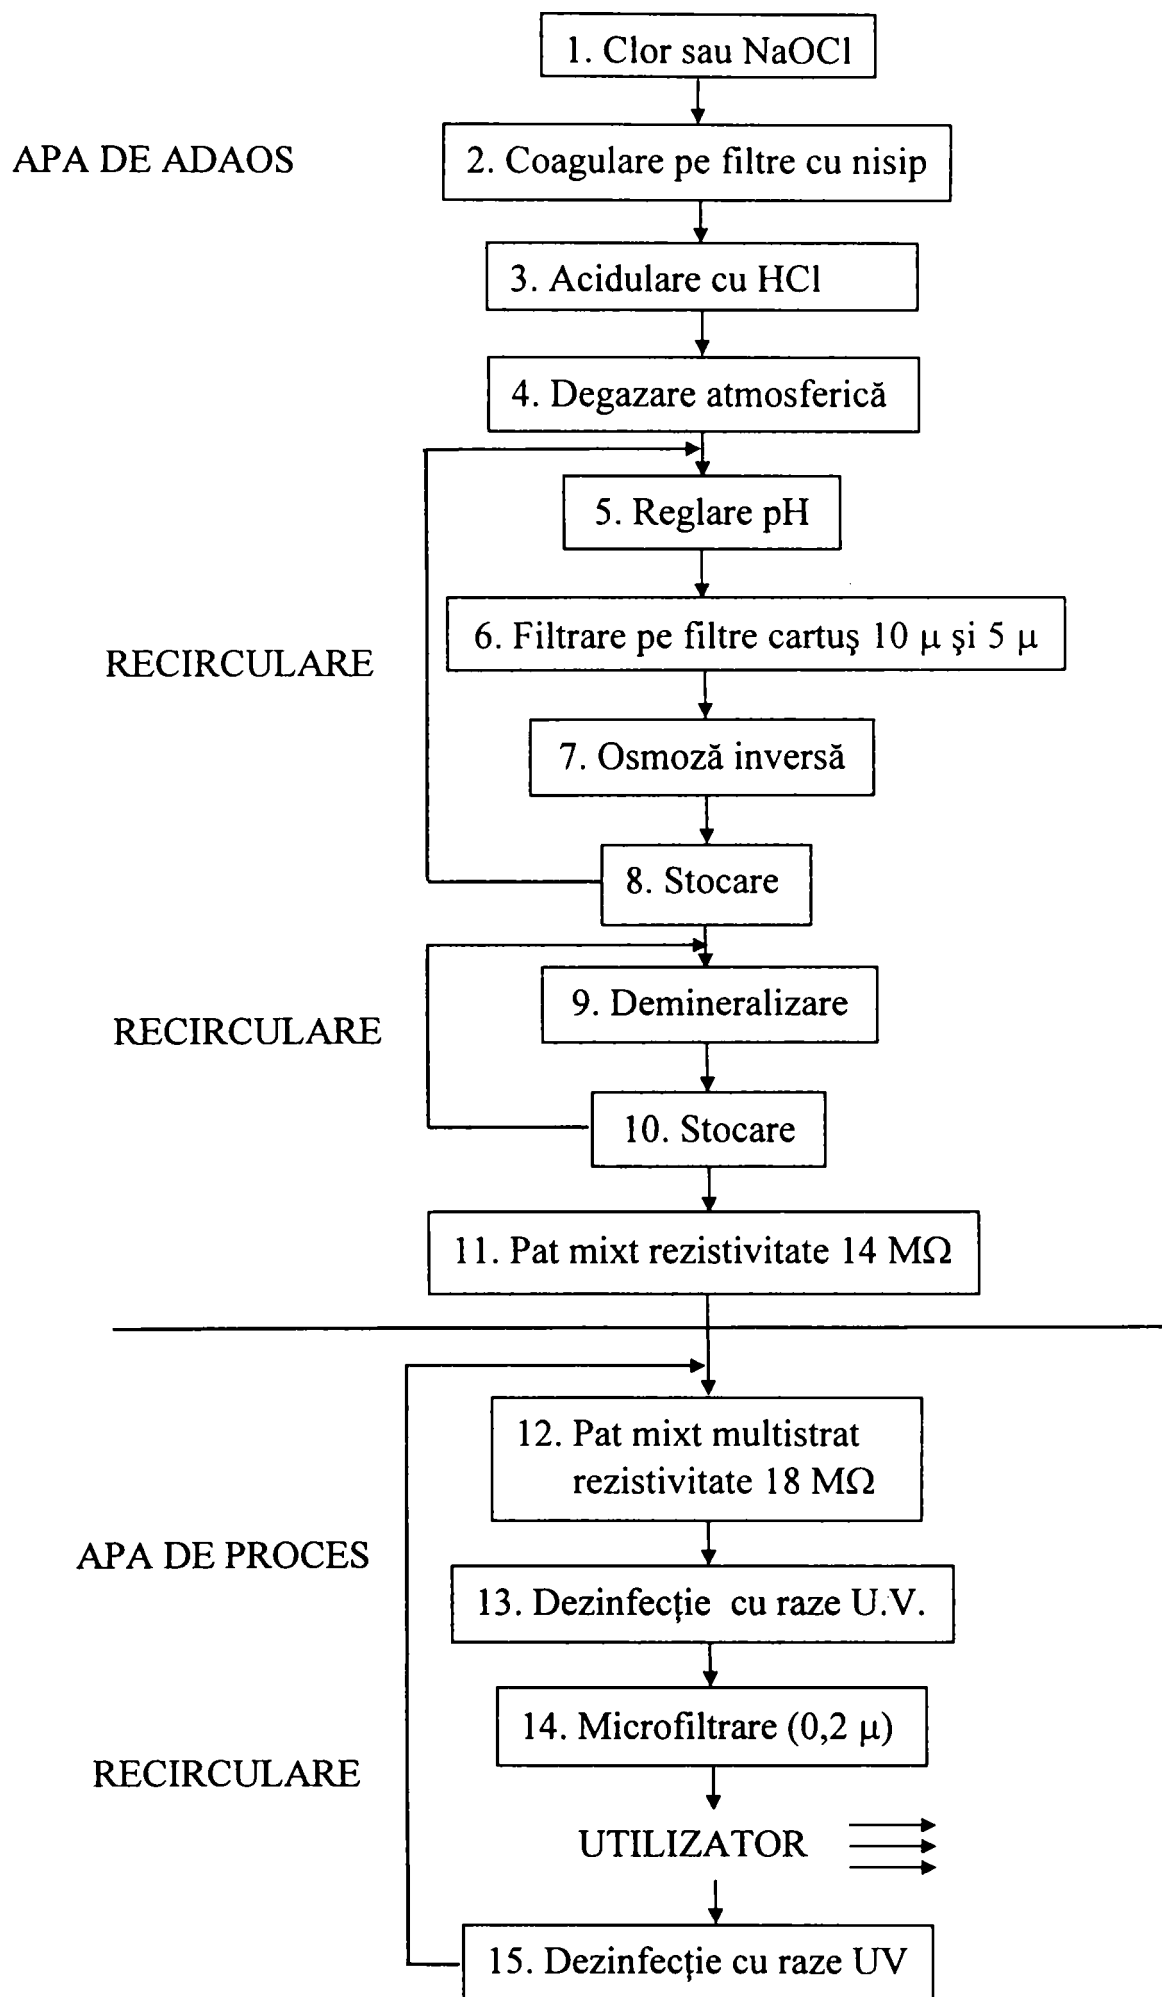 1. Clor sau NaOCl
APA DE ADAOS
2. Coagulare pe filtre cu nisip
3. Acidulare cu HCl
4. Degazare atmosferică
5. Reglare pH
6. Filtrare pe filtre cartuş 10 µ şi 5 µ
RECIRCULARE
7. Osmoză inversă
8. Stocare
9. Demineralizare
RECIRCULARE
10. Stocare
11. Pat mixt rezistivitate 14 MΩ
12. Pat mixt multistrat
rezistivitate 18 MΩ
APA DE PROCES
13. Dezinfecţie cu raze U.V.
14. Microfiltrare (0,2 µ)
RECIRCULARE
UTILIZATOR
15. Dezinfecţie cu raze UV